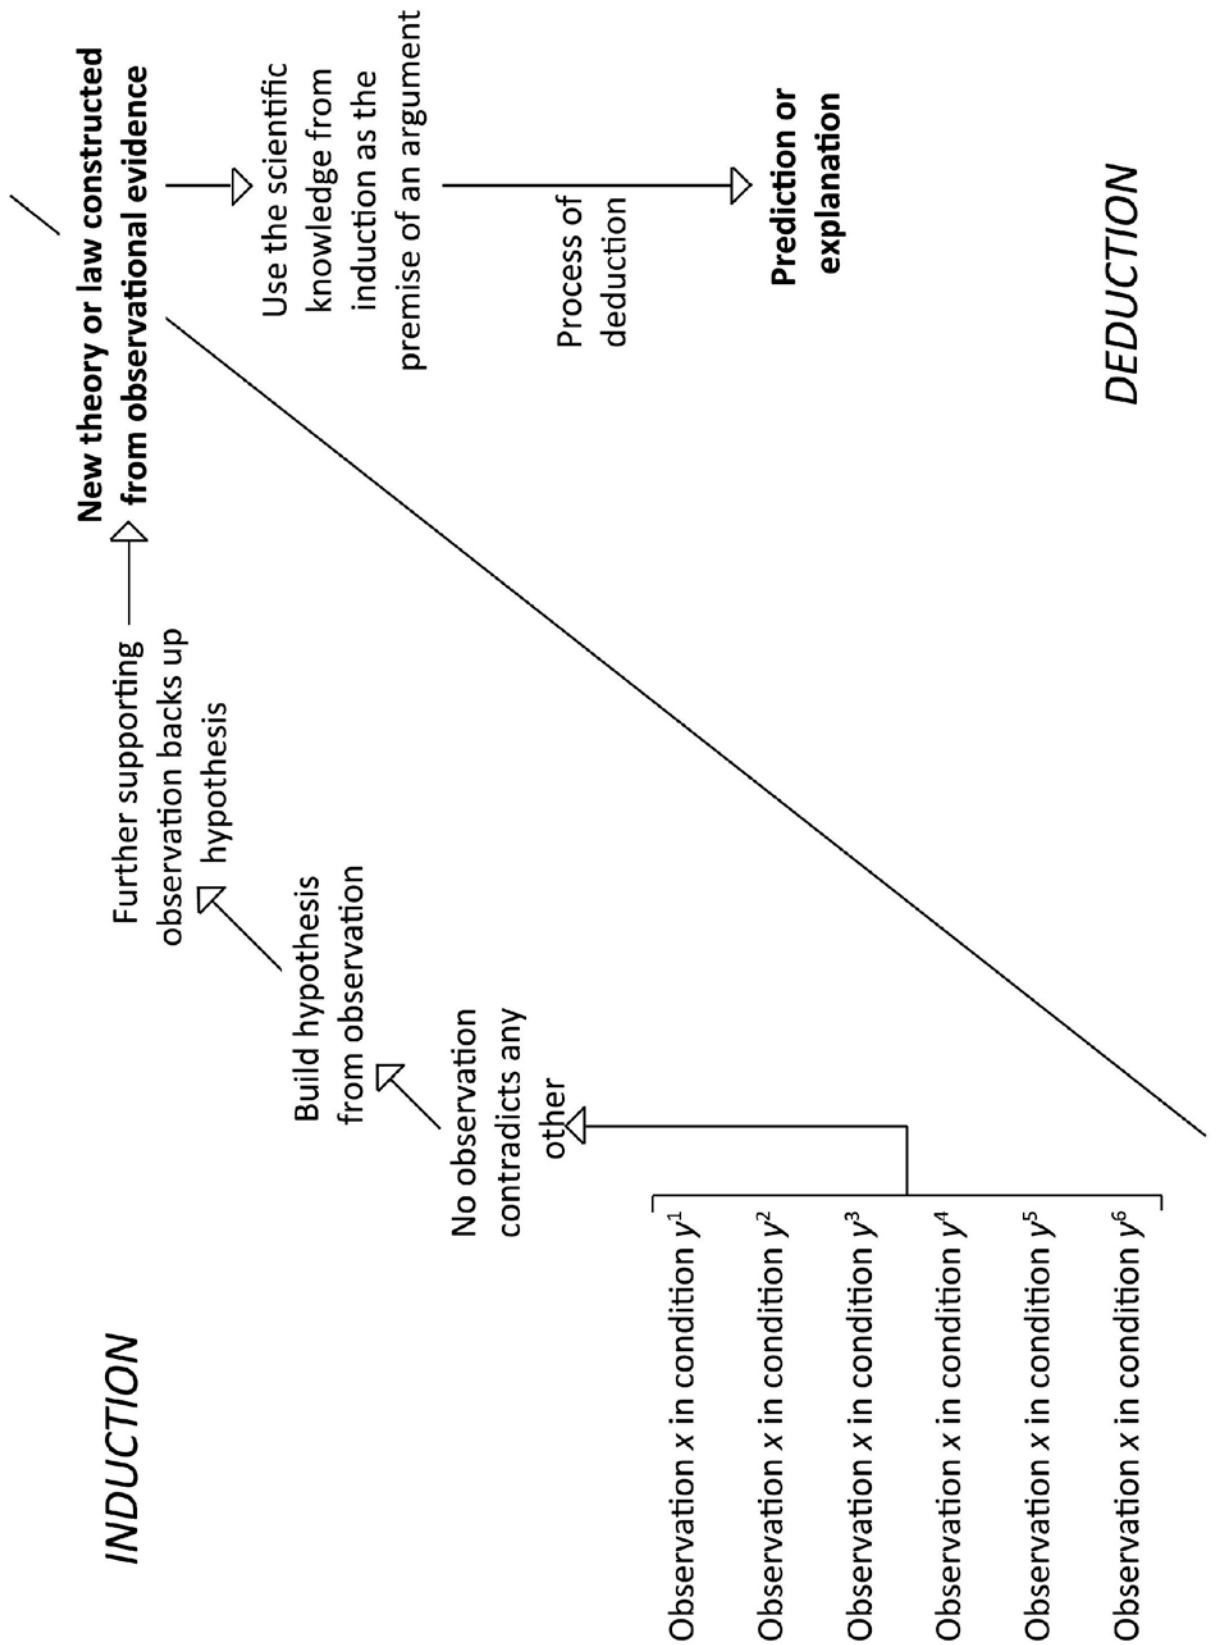 INDUCTION
Observation x in condition y1
Observation x in condition y2
Observation x in condition y3
Observation x in condition y4
Observation x in condition y5
Observation x in condition y6
No observation
contradicts any
other
Build hypothesis
from observation
Further supporting
observation backs up
hypothesis
New theory or law constructed
from observational evidence
Use the scientific
knowledge from
induction as the
premise of an argument
Process of
deduction
Prediction or
explanation
DEDUCTION